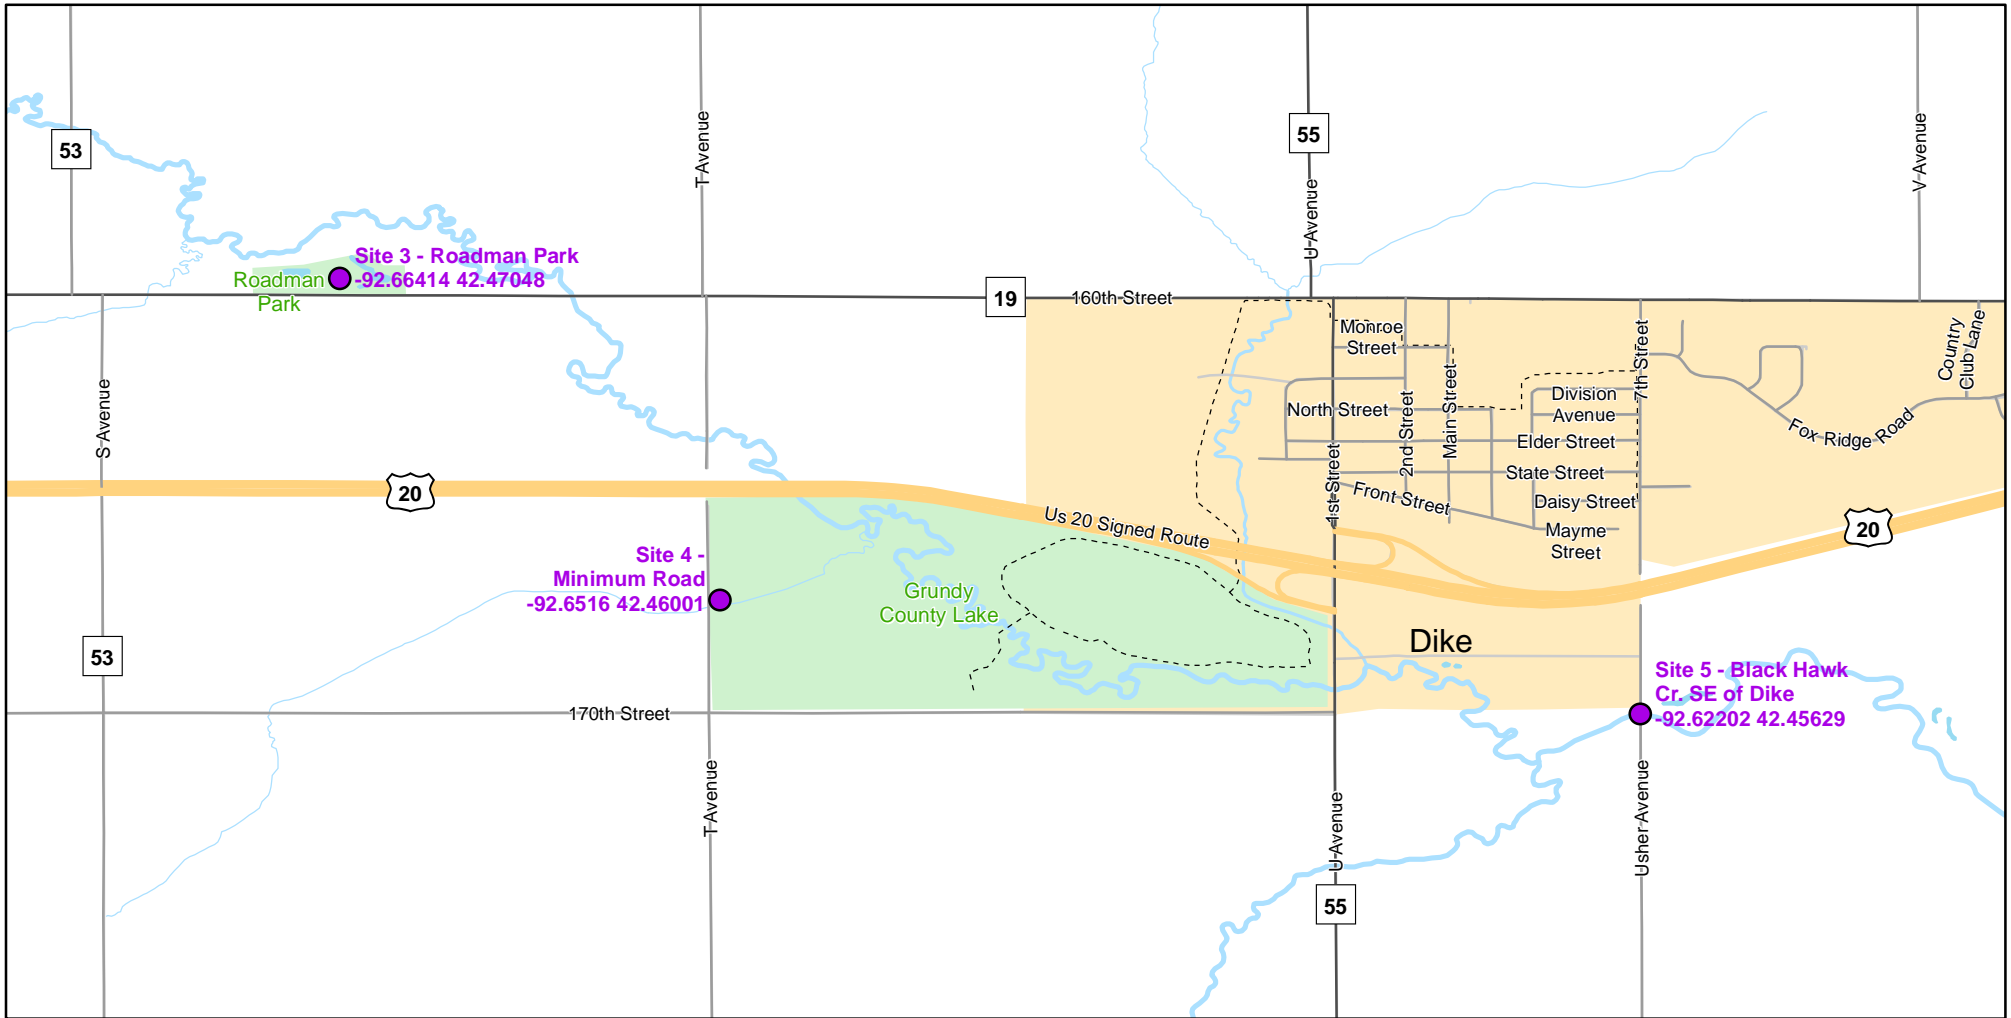 53
T Avenue
55
U Avenue
V Avenue
Site 3 - Roadman Park
-92.66414 42.47048
Roadman
Park
19
160th Street
Monroe
Street
7th Street
Country
Club Lane
S Avenue
North Street
2nd Street
Main Street
Division
Avenue
Elder Street
Fox Ridge Road
State Street
1st Street
Front Street
Daisy Street
Mayme
Street
20
Us 20 Signed Route
20
Site 4 -
Minimum Road
-92.6516 42.46001
Grundy
County Lake
Dike
53
Site 5 - Black Hawk
Cr. SE of Dike
-92.62202 42.45629
170th Street
T Avenue
U Avenue
Usher Avenue
55